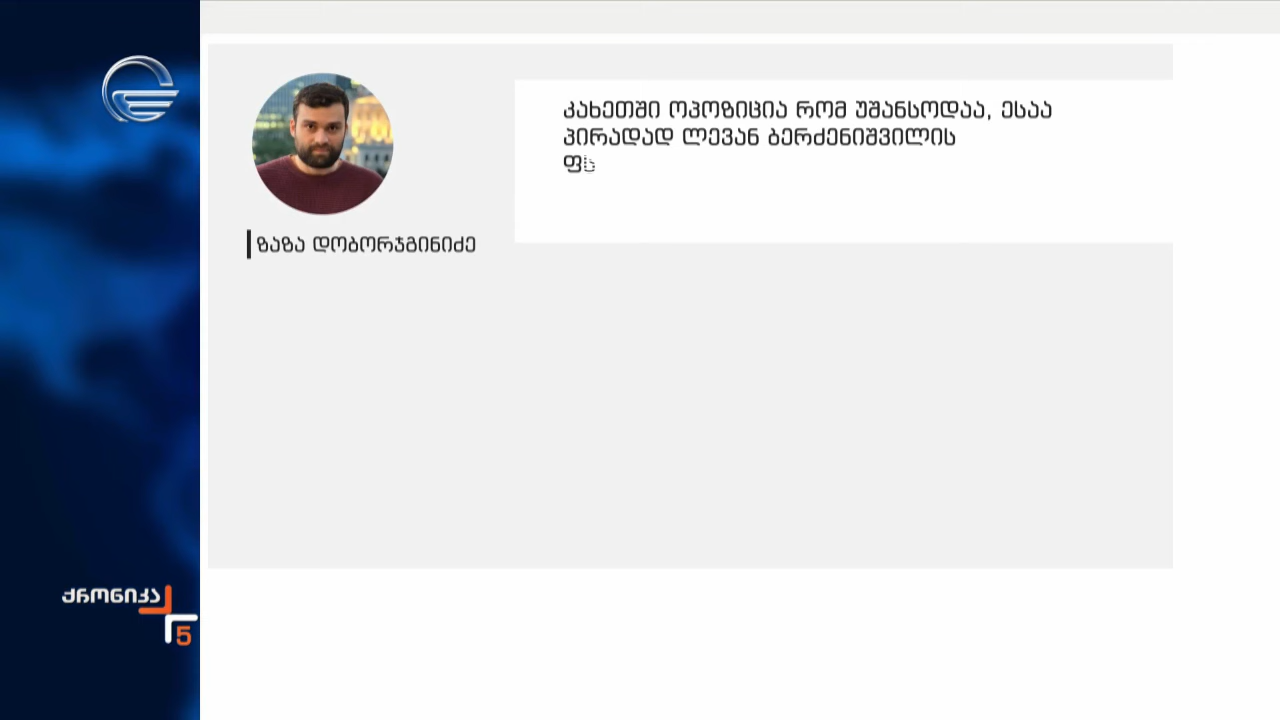 კახეთში ოპოზიცია რომ უშანსოდაა, ესაა
პირადად ლევან ბერძენიშვილის
ზაზა დობორჯგინიძე
ქრონიკა
5